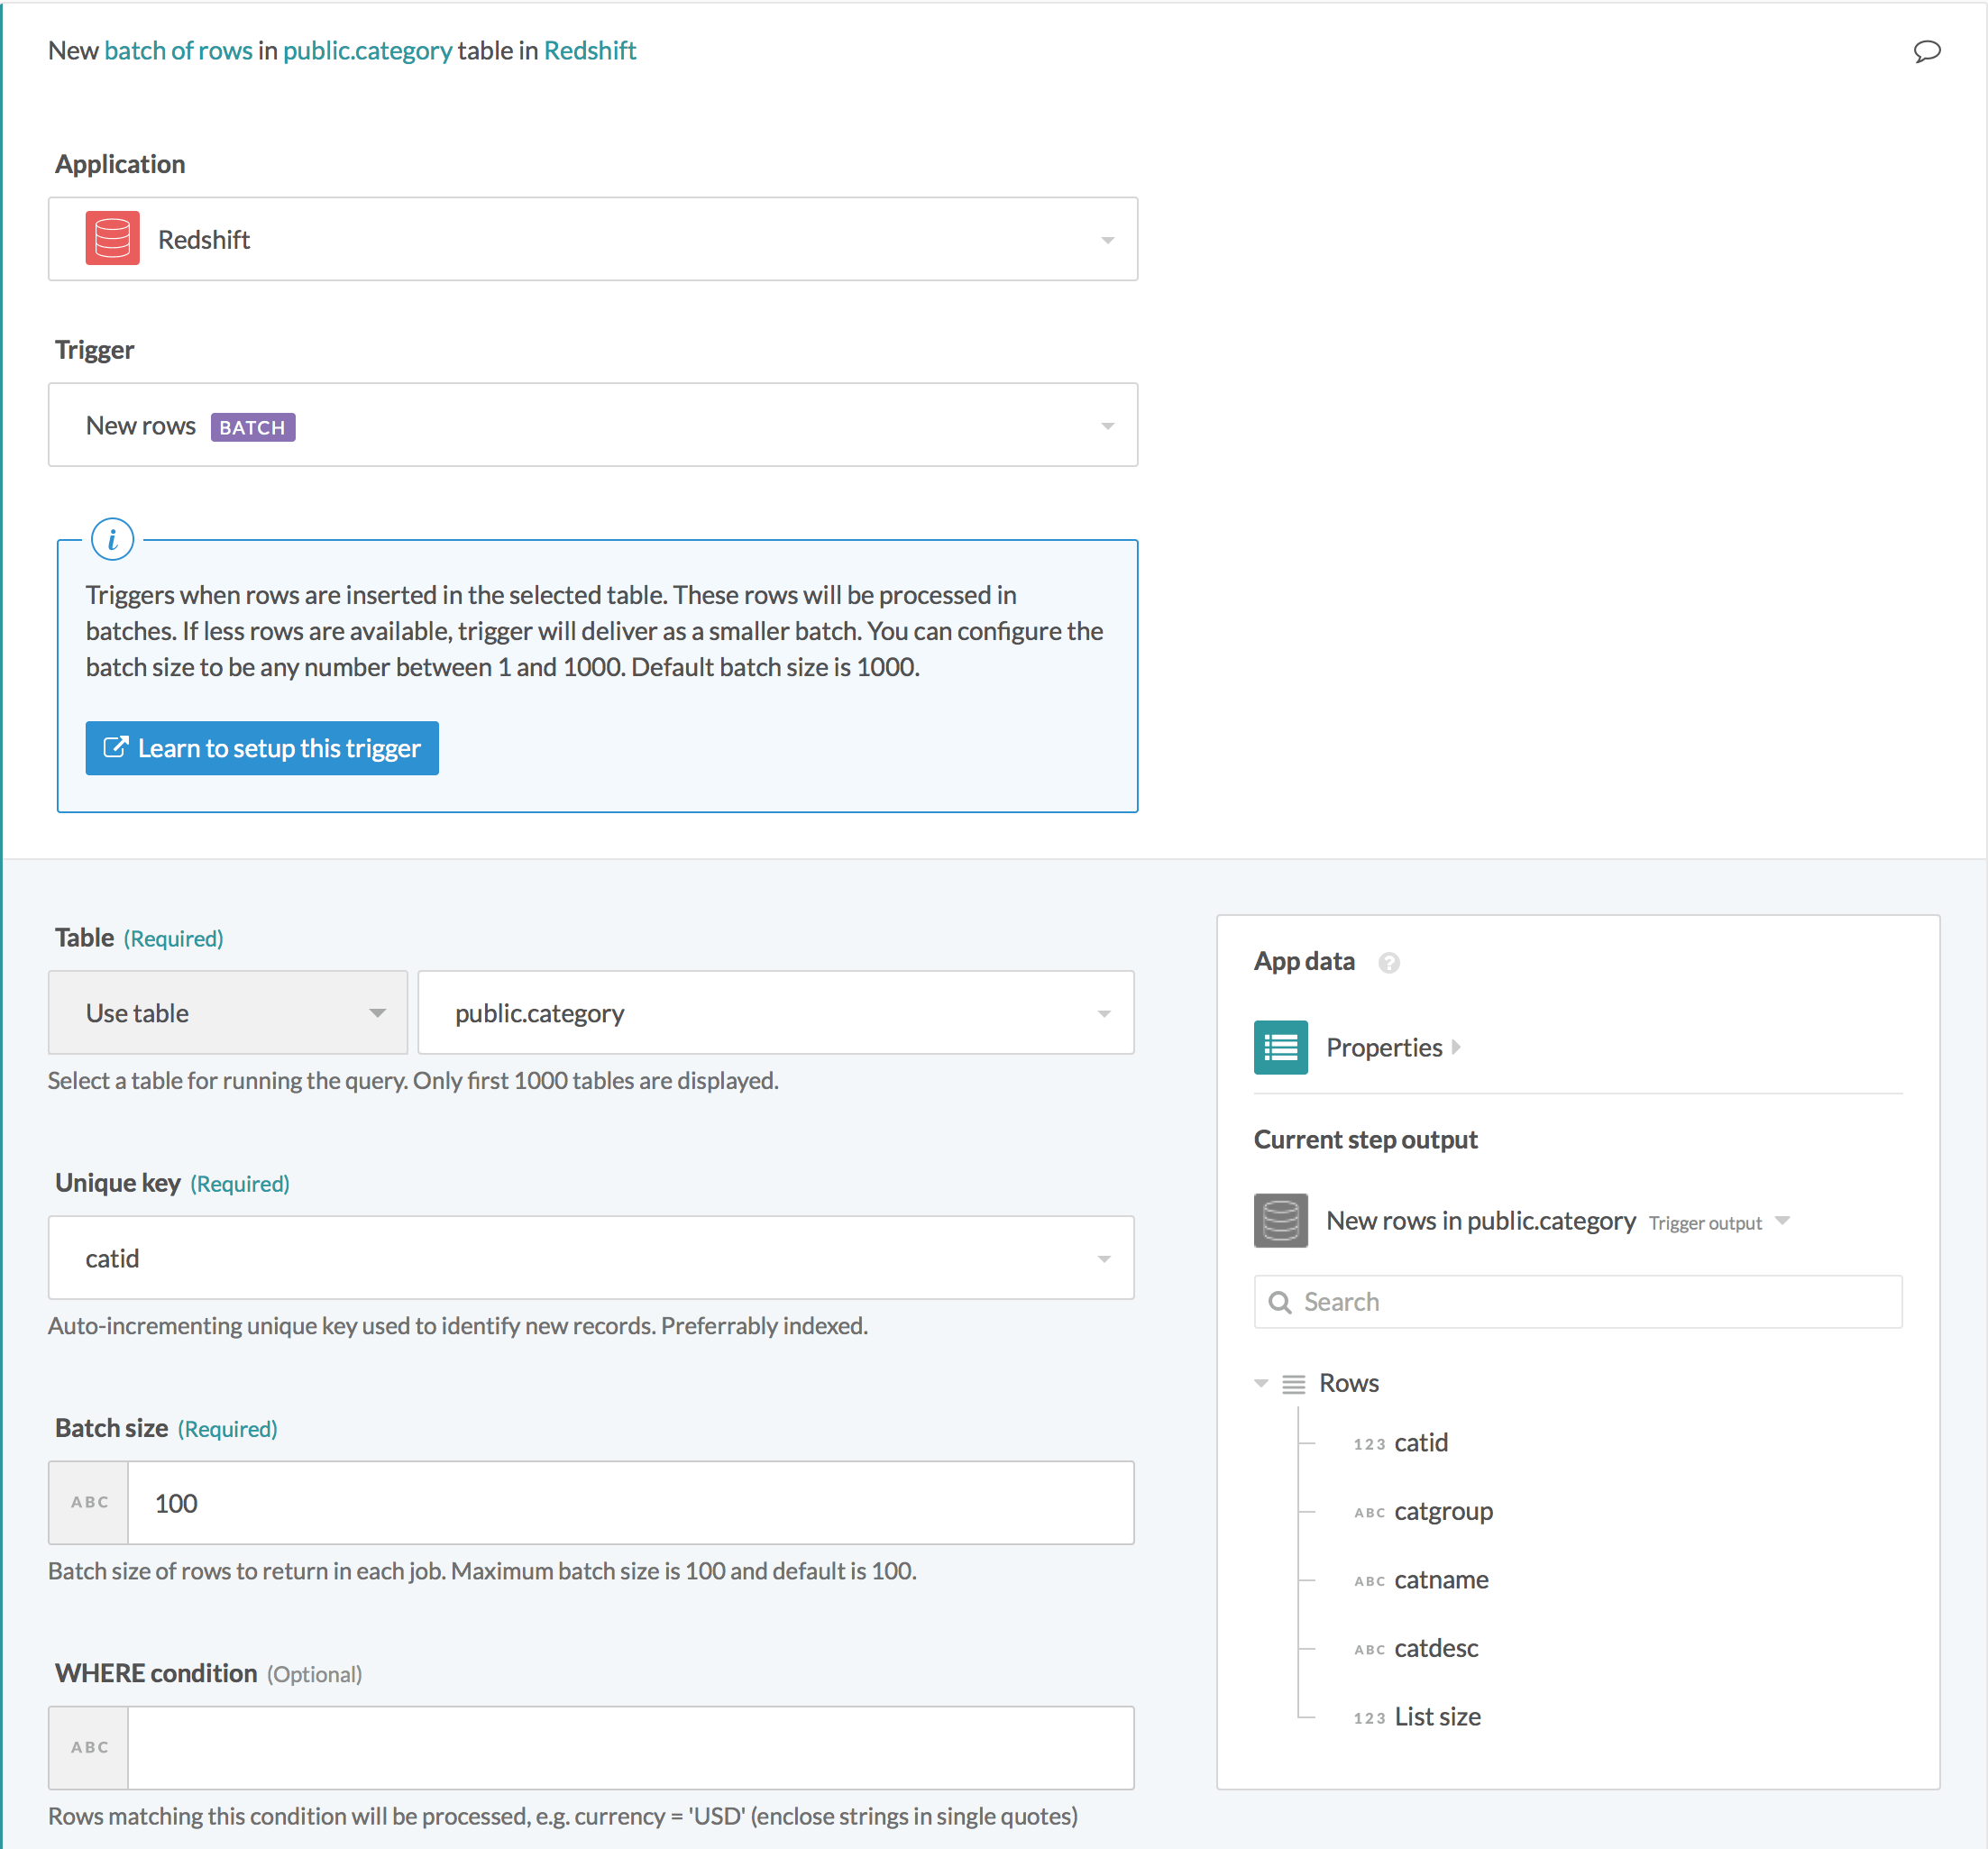 New batch of rows in public.category table in Redshift
Application
Redshift
Trigger
New rows BATCH
i
Triggers when rows are inserted in the selected table. These rows will be processed in
batches. If less rows are available, trigger will deliver as a smaller batch. You can configure the
batch size to be any number between 1 and 1000. Default batch size is 1000.
Learn to setup this trigger
Table (Required)
Use table
public.category
Select a table for running the query. Only first 1000 tables are displayed.
Unique key (Required)
catid
Auto-incrementing unique key used to identify new records. Preferrably indexed.
Batch size (Required)
ABC 100
Batch size of rows to return in each job. Maximum batch size is 100 and default is 100.
WHERE condition (Optional)
ABC
Rows matching this condition will be processed, e.g. currency = 'USD' (enclose strings in single quotes)
App data ?
Properties
Current step output
New rows in public.category Trigger output
Search
Rows
123 catid
ABC catgroup
ABC catname
ABC catdesc
123 List size